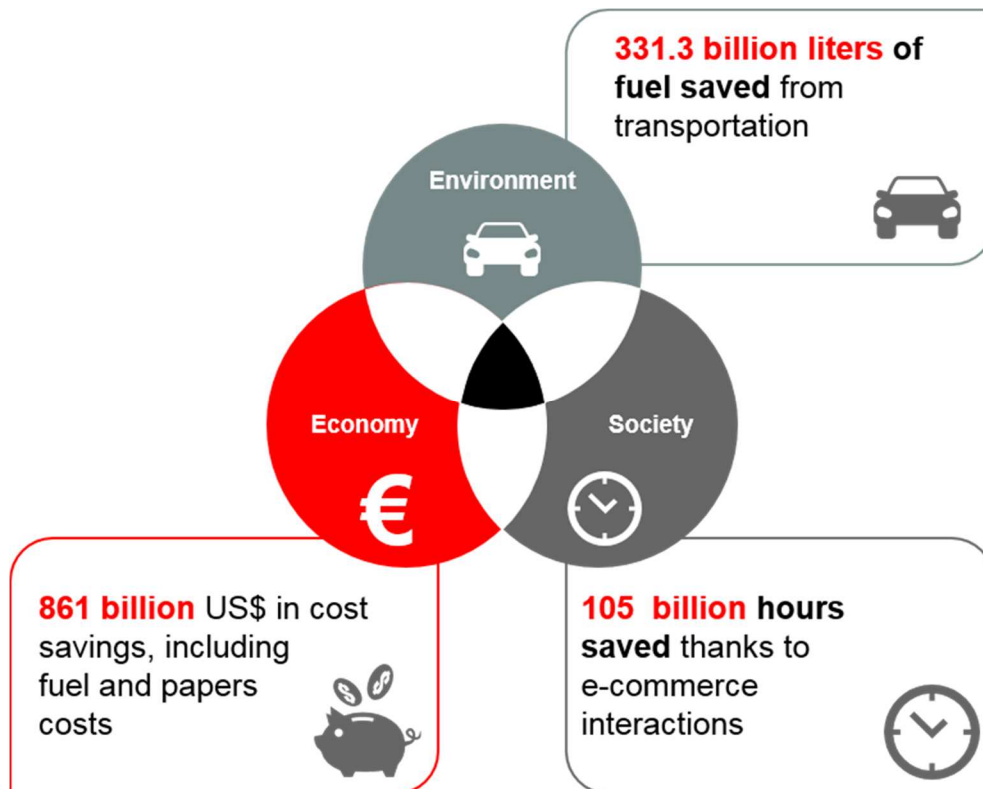 331.3 billion liters of
fuel saved from
transportation
Environment
Economy
Society
€
861 billion US$ in cost
savings, including
fuel and papers
costs
105 billion hours
saved thanks to
e-commerce
interactions